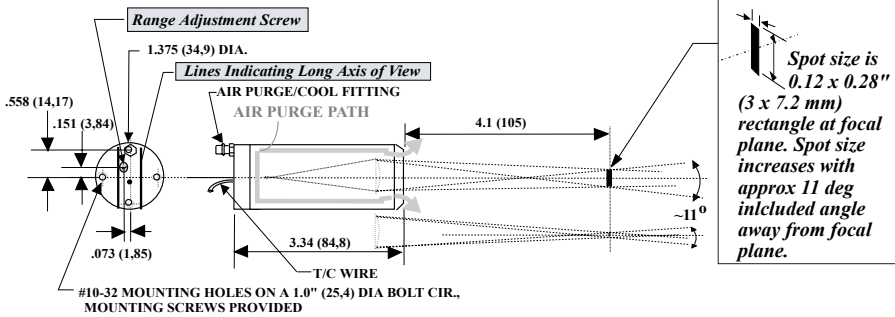 Range Adjustment Screw
1.375 (34,9) DIA.
Lines Indicating Long Axis of View
AIR PURGE/COOL FITTING
AIR PURGE PATH
.558 (14,17)
.151 (3,84)
4.1 (105)
~11º
3.34 (84,8)
.073 (1,85)
T/C WIRE
#10-32 MOUNTING HOLES ON A 1.0" (25,4) DIA BOLT CIR.,
MOUNTING SCREWS PROVIDED
Spot size is
0.12 x 0.28"
(3 x 7.2 mm)
rectangle at focal
plane. Spot size
increases with
approx 11 deg
inlcluded angle
away from focal
plane.